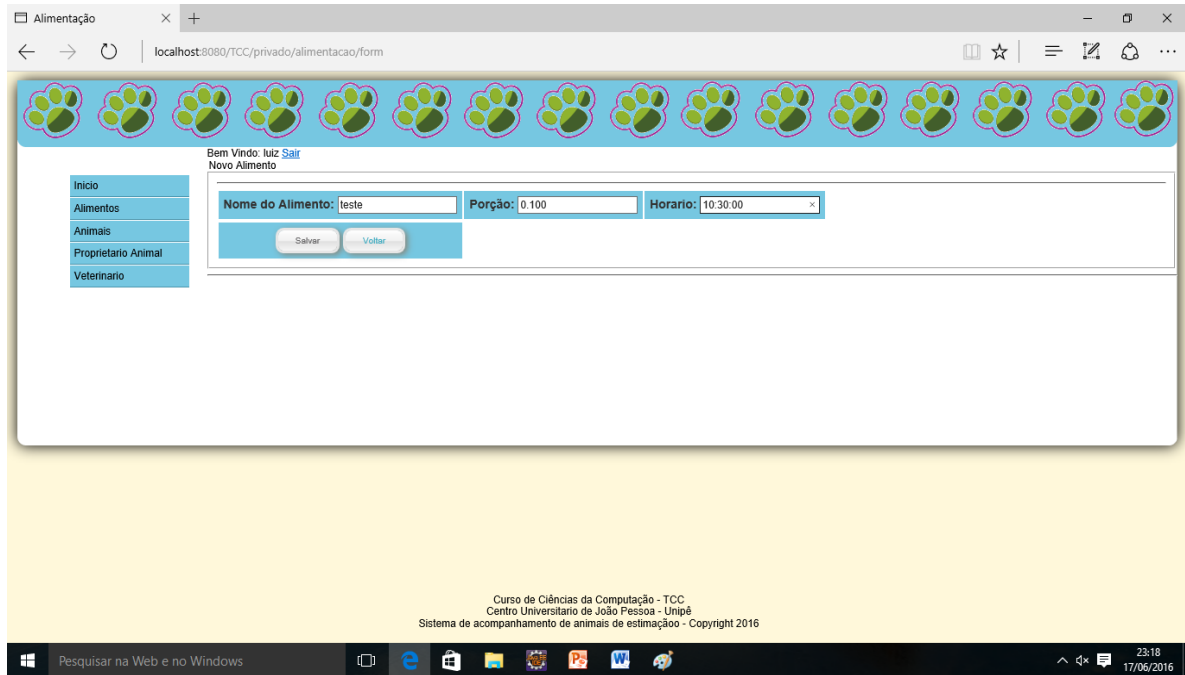 Alimentação
localhost:8080/TCC/privado/alimentacao/form
Bem Vindo: luiz Sair
Novo Alimento
Inicio
Alimentos
Animais
Proprietario Animal
Veterinario
Nome do Alimento: teste Porção: 0.100 Horario: 10:30:00
Salvar Voltar
Curso de Ciências da Computação - TCC
Centro Universitario de João Pessoa - Unipê
Sistema de acompanhamento de animais de estimaçãoo - Copyright 2016
Pesquisar na Web e no Windows
23:18
17/06/2016